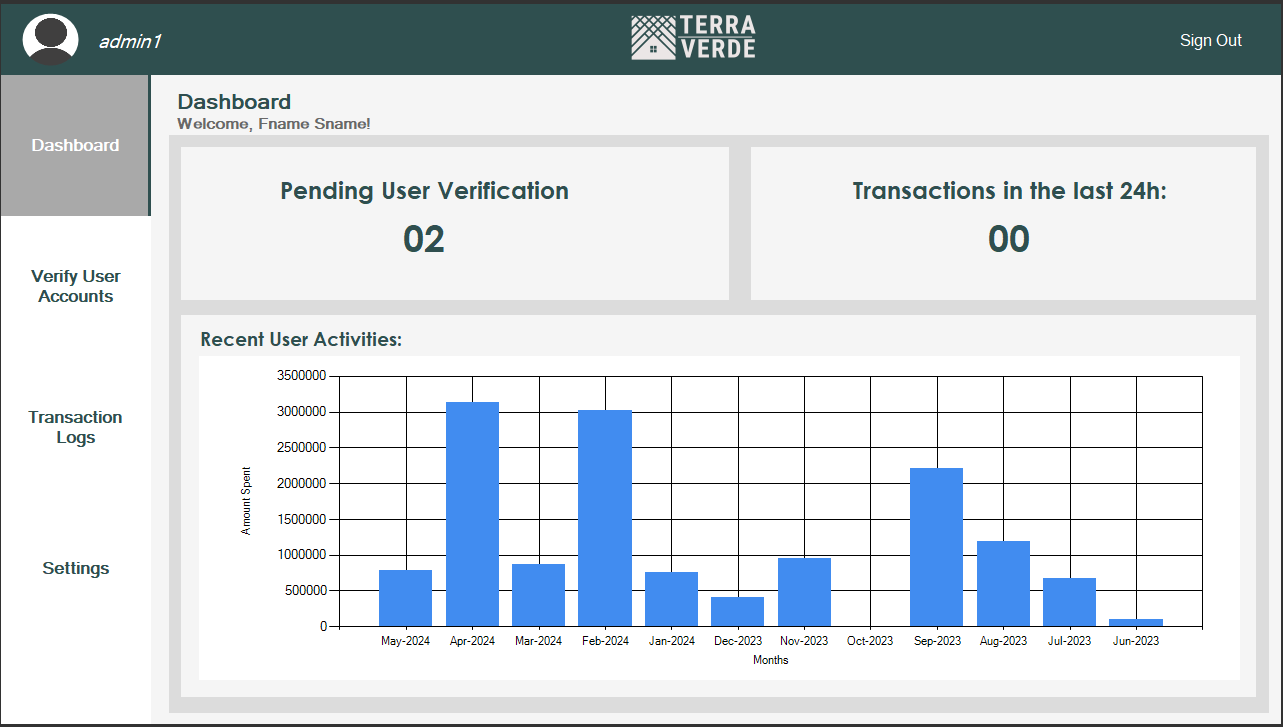 admin1
TERRA
VERDE
Sign Out
Dashboard
Dashboard
Welcome, Fname Sname!
Verify User
Accounts
Transaction
Logs
Settings
Pending User Verification
02
Transactions in the last 24h:
00
Recent User Activities:
Amount Spent
3500000
3000000
2500000
2000000
1500000
1000000
500000
0
May-2024 Apr-2024 Mar-2024 Feb-2024 Jan-2024 Dec-2023 Nov-2023 Oct-2023 Sep-2023 Aug-2023 Jul-2023 Jun-2023
Months